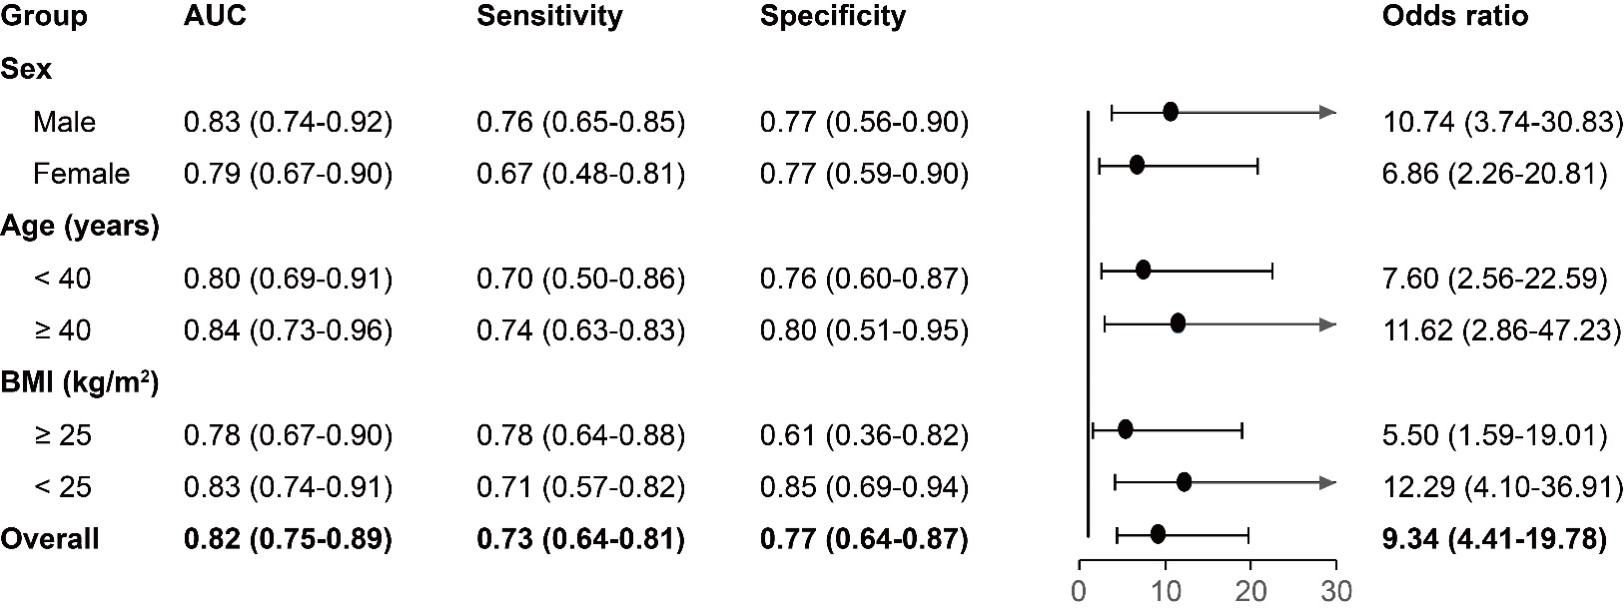 Group AUC Sensitivity Specificity Odds ratio
Sex
Male 0.83 (0.74-0.92) 0.76 (0.65-0.85) 0.77 (0.56-0.90) 10.74 (3.74-30.83)
Female 0.79 (0.67-0.90) 0.67 (0.48-0.81) 0.77 (0.59-0.90) 6.86 (2.26-20.81)
Age (years)
< 40 0.80 (0.69-0.91) 0.70 (0.50-0.86) 0.76 (0.60-0.87) 7.60 (2.56-22.59)
≥ 40 0.84 (0.73-0.96) 0.74 (0.63-0.83) 0.80 (0.51-0.95) 11.62 (2.86-47.23)
BMI (kg/m²)
≥ 25 0.78 (0.67-0.90) 0.78 (0.64-0.88) 0.61 (0.36-0.82) 5.50 (1.59-19.01)
< 25 0.83 (0.74-0.91) 0.71 (0.57-0.82) 0.85 (0.69-0.94) 12.29 (4.10-36.91)
Overall 0.82 (0.75-0.89) 0.73 (0.64-0.81) 0.77 (0.64-0.87) 9.34 (4.41-19.78)
0 10 20 30